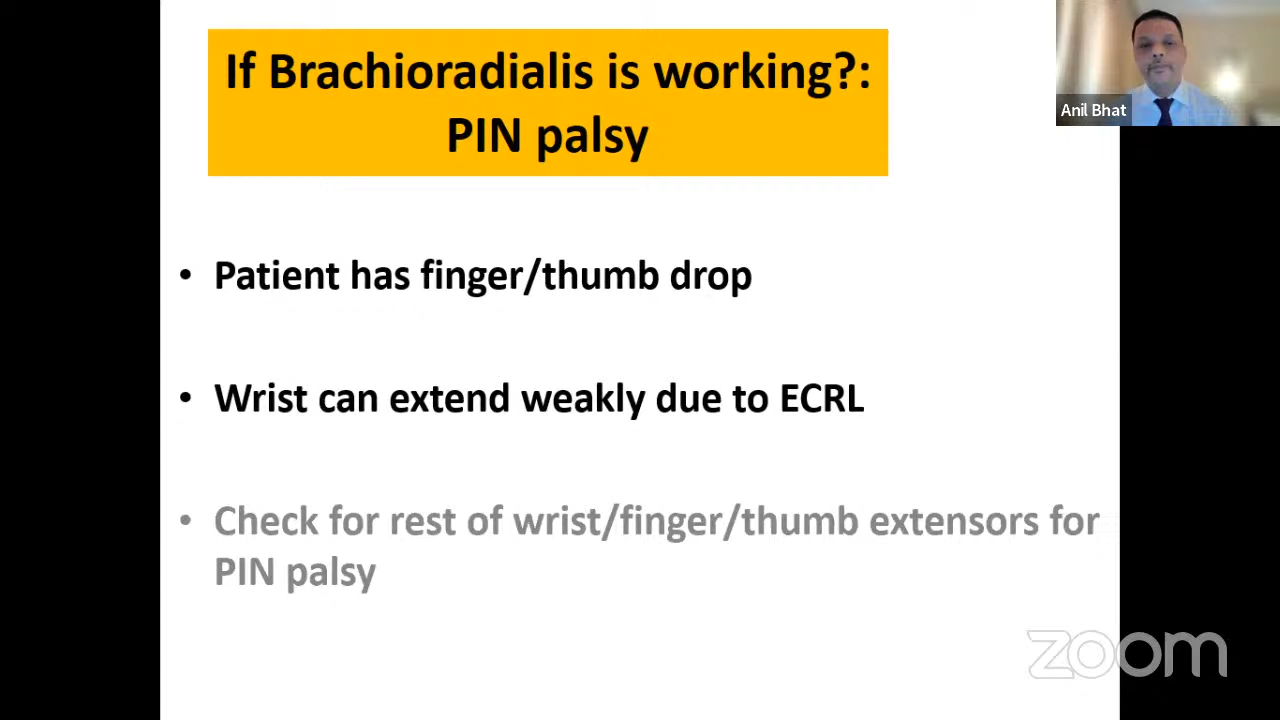 If Brachioradialis is working?:
PIN palsy
Anil Bhat
• Patient has finger/thumb drop
• Wrist can extend weakly due to ECRL
• Check for rest of wrist/finger/thumb extensors for
PIN palsy
zoom